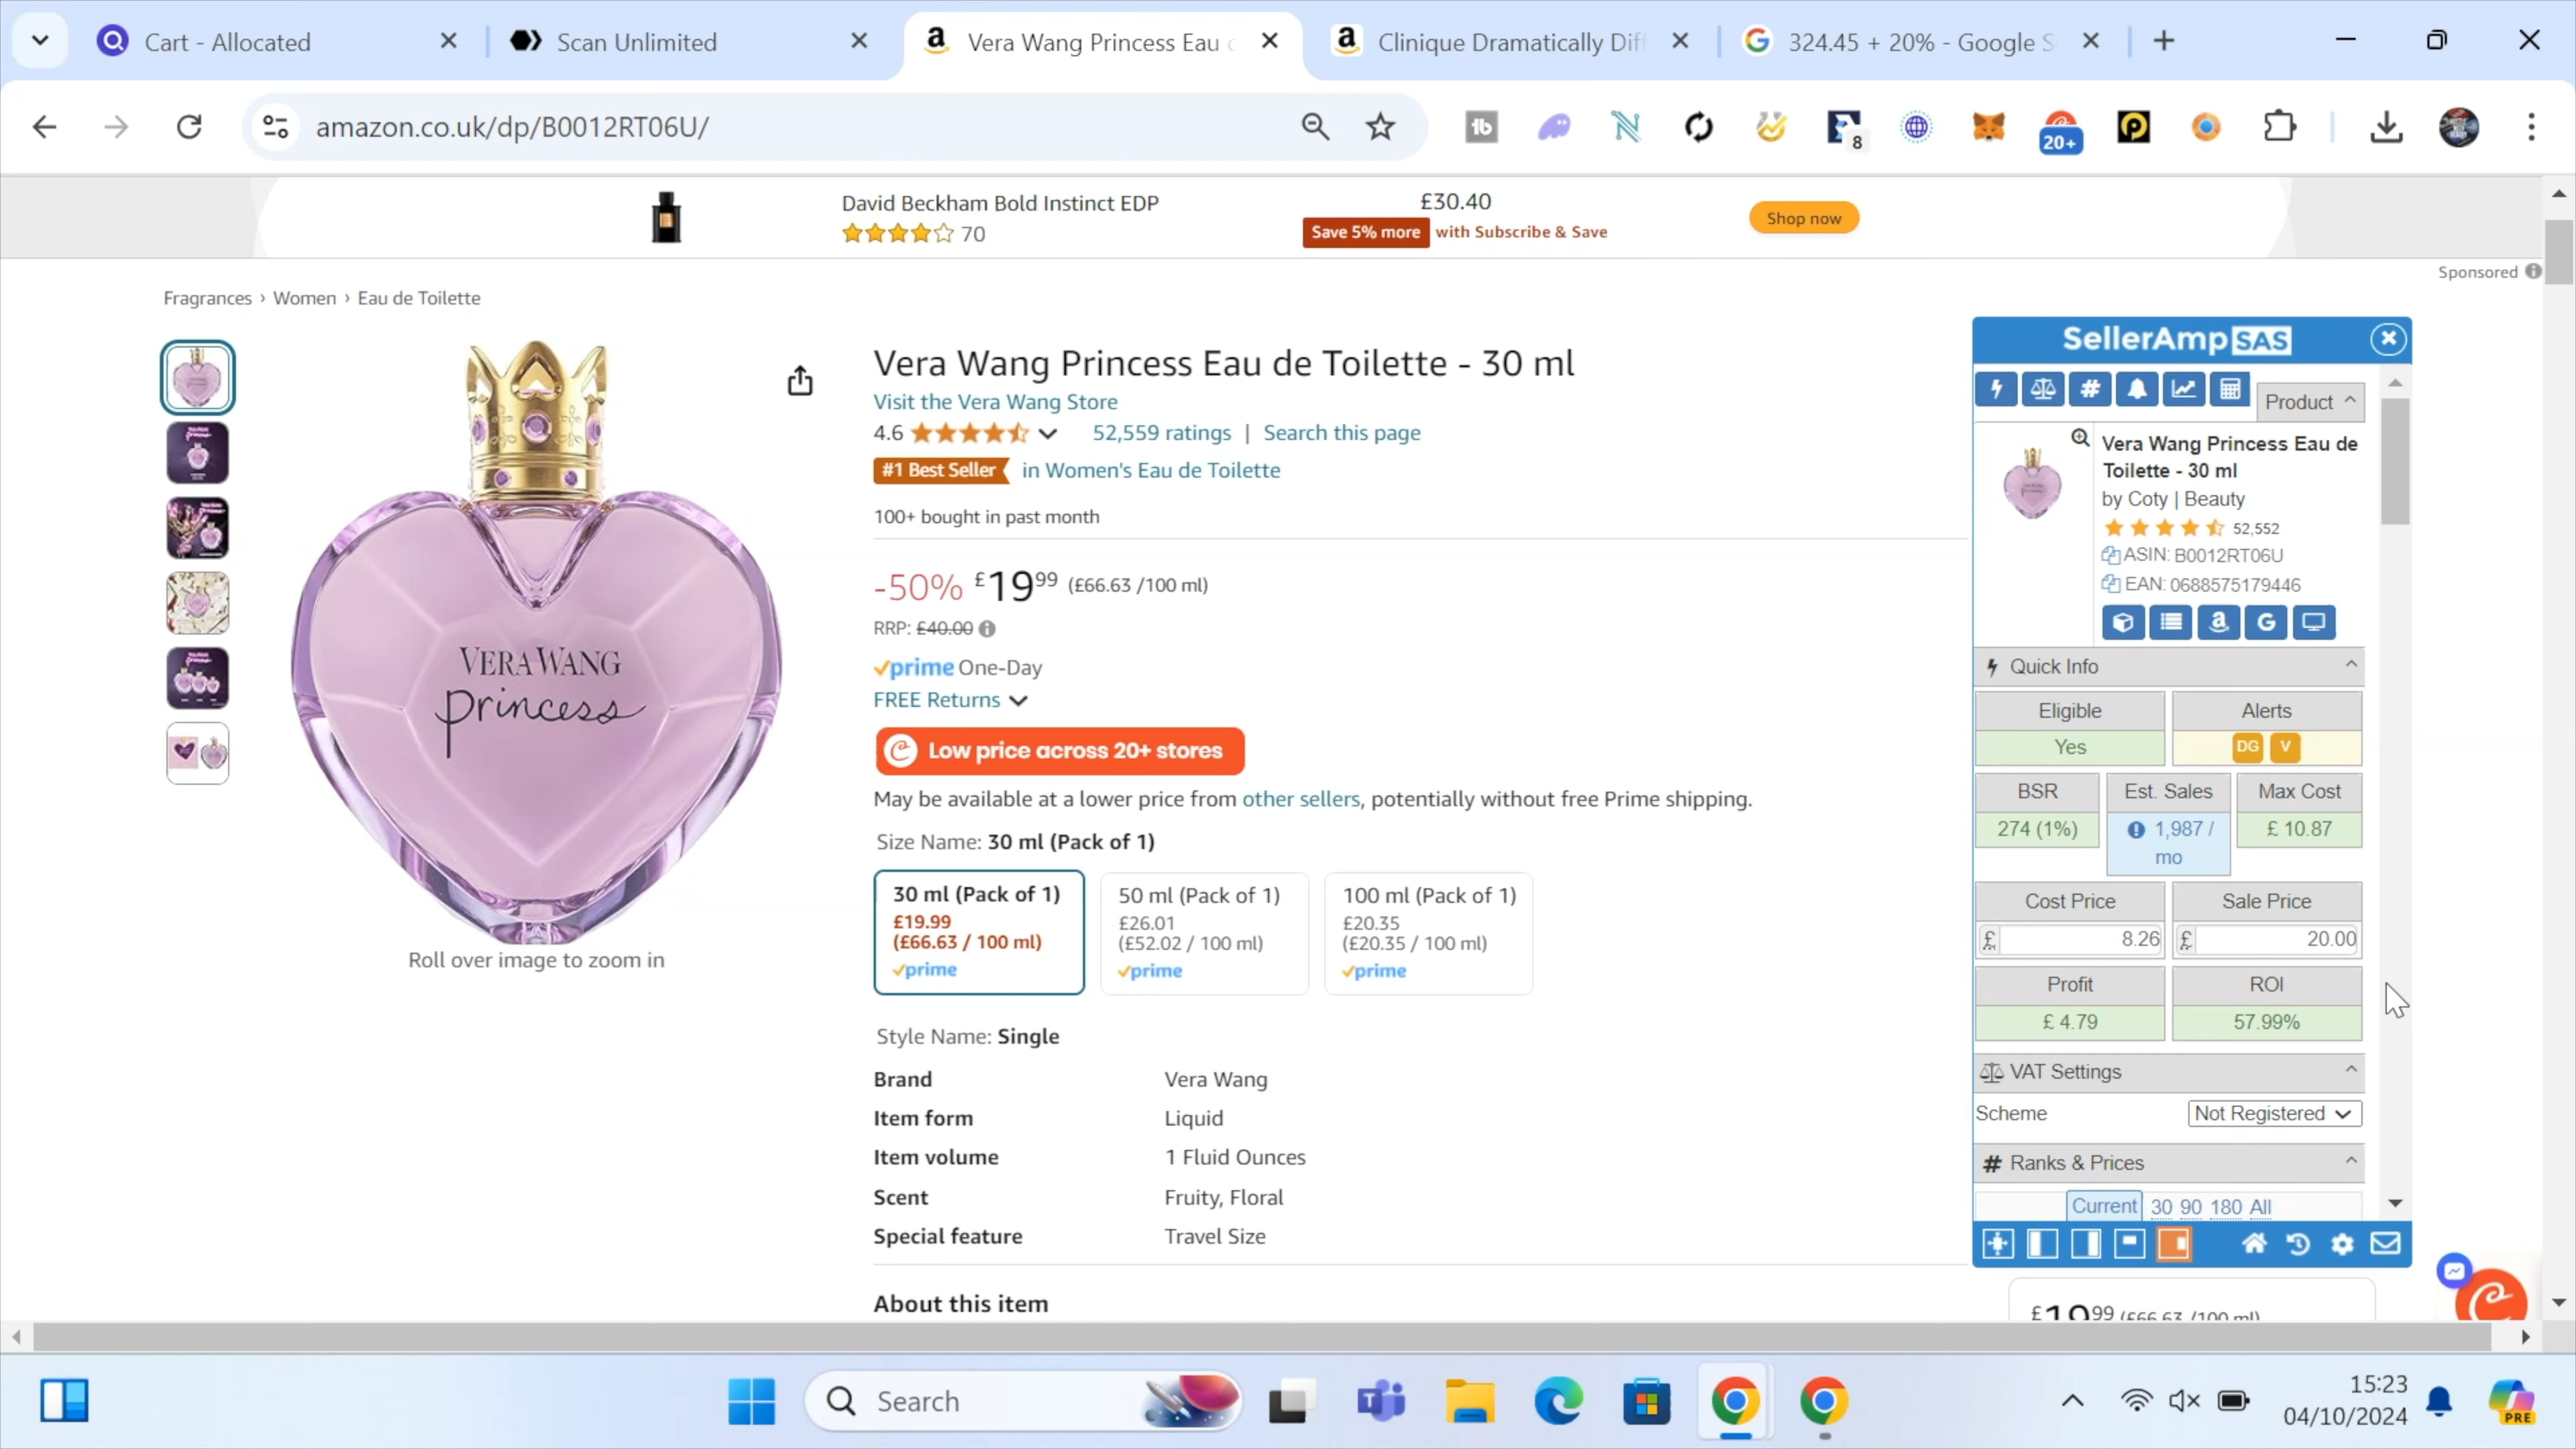 Cart - Allocated
Scan Unlimited
Vera Wang Princess Eau
Clinique Dramatically Diff
324.45 + 20% - Google S
amazon.co.uk/dp/B0012RT06U/
8
20+
David Beckham Bold Instinct EDP
70
£30.40
Save 5% more with Subscribe & Save
Shop now
Sponsored
Fragrances › Women › Eau de Toilette
VERA WANG
princess
Roll over image to zoom in
Vera Wang Princess Eau de Toilette - 30 ml
Visit the Vera Wang Store
4.6 52,559 ratings | Search this page
#1 Best Seller in Women's Eau de Toilette
100+ bought in past month
-50% £19.99 (£66.63 /100 ml)
RRP: £40.00
prime One-Day
FREE Returns
Low price across 20+ stores
May be available at a lower price from other sellers, potentially without free Prime shipping.
Size Name: 30 ml (Pack of 1)
30 ml (Pack of 1)
£19.99
(£66.63 / 100 ml)
prime
50 ml (Pack of 1)
£26.01
(£52.02 / 100 ml)
prime
100 ml (Pack of 1)
£20.35
(£20.35 / 100 ml)
prime
Style Name: Single
Brand Vera Wang
Item form Liquid
Item volume 1 Fluid Ounces
Scent Fruity, Floral
Special feature Travel Size
About this item
SellerAmp SAS
Product
Vera Wang Princess Eau de
Toilette - 30 ml
by Coty | Beauty
52,552
ASIN: B0012RT06U
EAN: 0688575179446
Quick Info
Eligible Alerts
Yes DG V
BSR Est. Sales Max Cost
274 (1%) 1,987 / £ 10.87
mo
Cost Price Sale Price
£ 8.26 £ 20.00
Profit ROI
£ 4.79 57.99%
VAT Settings
Scheme Not Registered
# Ranks & Prices
Current 30 90 180 All
£19.99 (£66.63 /100 ml)
Search
15:23
04/10/2024
PRE